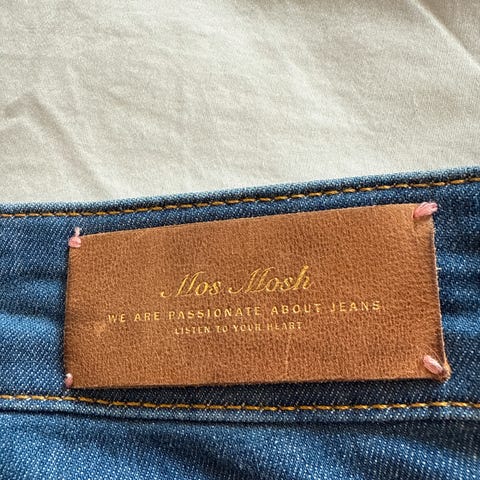 Mos Mosh
WE ARE PASSIONATE ABOUT JEANS
LISTEN TO YOUR HEART